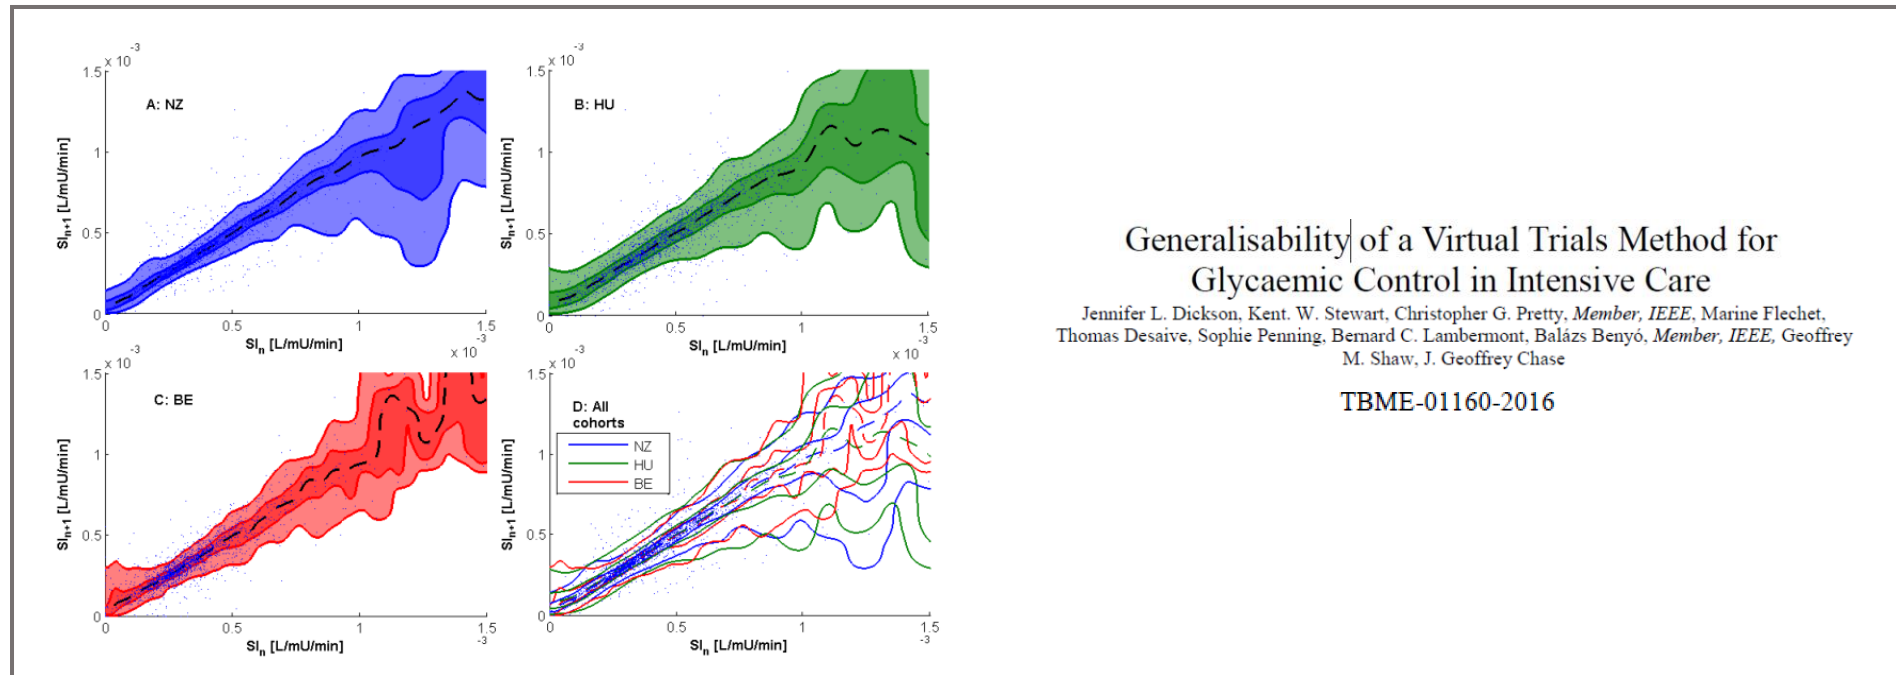 x 10
-3
1.5
1
0.5
0
SIn+1 [L/mU/min]
A: NZ
0
0.5
1
1.5
SIn [L/mU/min]
x 10
-3
x 10
-3
1.5
1
0.5
0
SIn+1 [L/mU/min]
B: HU
0
0.5
1
1.5
SIn [L/mU/min]
x 10
-3
x 10
-3
1.5
1
0.5
0
SIn+1 [L/mU/min]
C: BE
0
0.5
1
1.5
-3
SIn [L/mU/min]
1.5
1
0.5
0
SIn+1 [L/mU/min]
D: All
cohorts
NZ
HU
BE
0
0.5
1
1.5
-3
SIn [L/mU/min]
Generalisability of a Virtual Trials Method for
Glycaemic Control in Intensive Care
Jennifer L. Dickson, Kent. W. Stewart, Christopher G. Pretty, Member, IEEE, Marine Flechet,
Thomas Desaive, Sophie Penning, Bernard C. Lambermont, Balázs Benyó, Member, IEEE, Geoffrey
M. Shaw, J. Geoffrey Chase
TBME-01160-2016